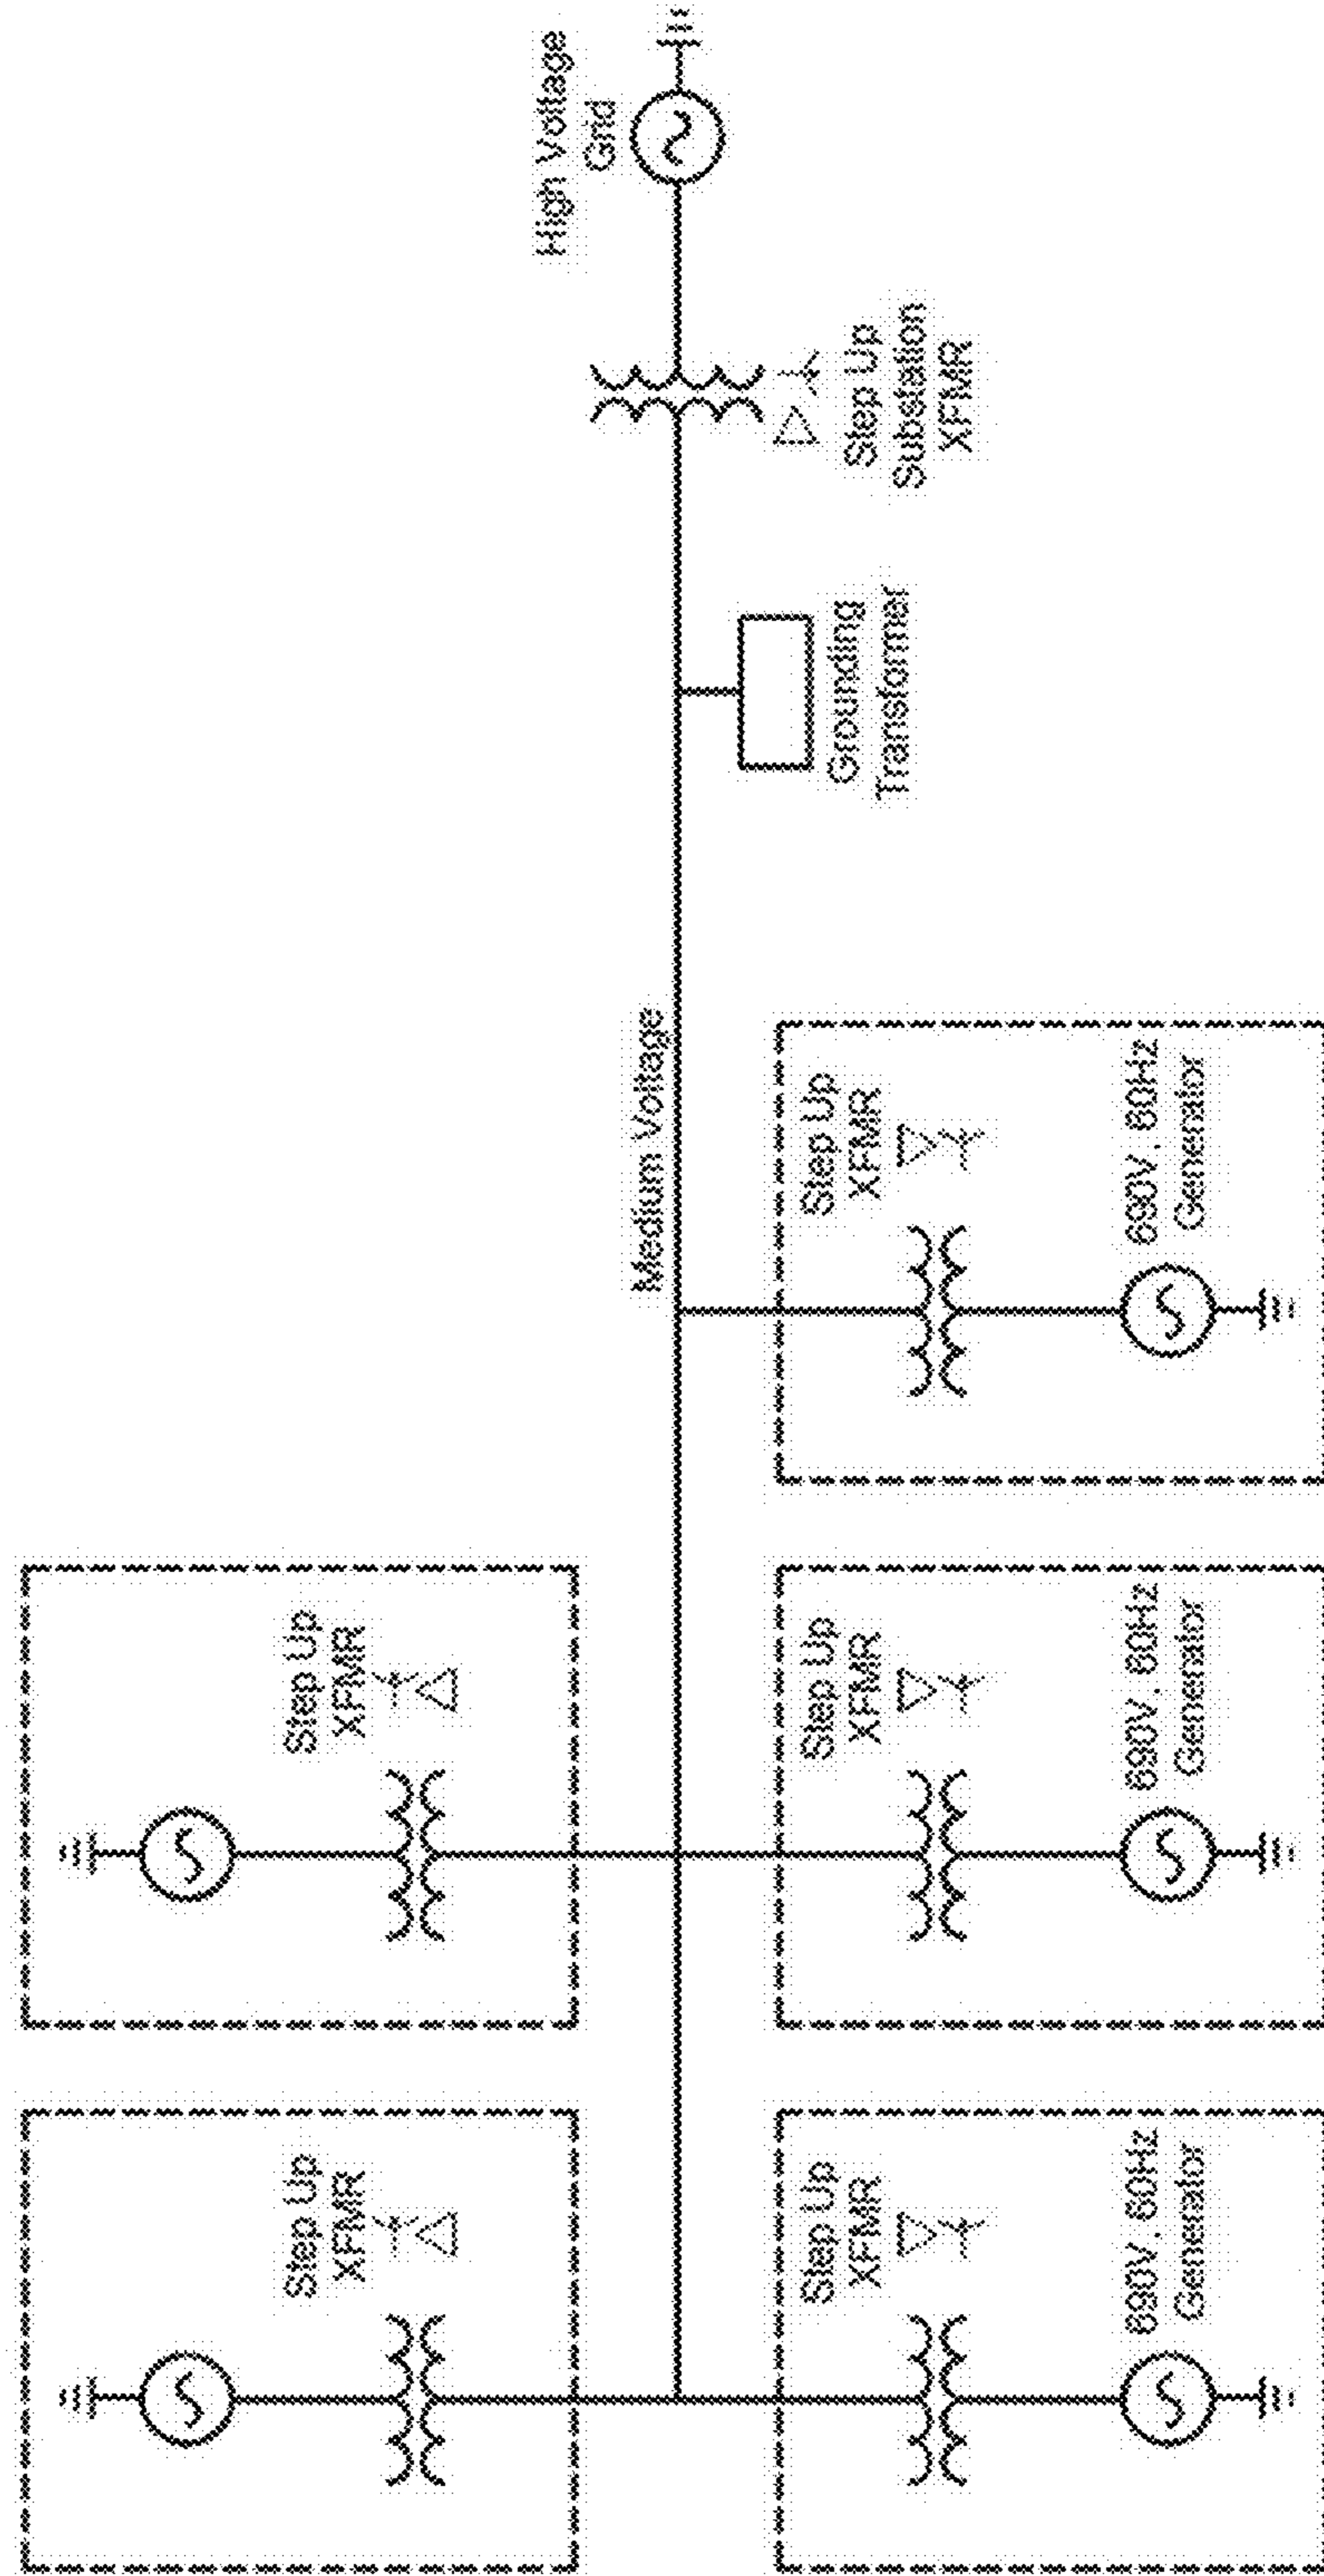 High Voltage
Grid
Step Up
Substation
XFMR
Grounding
Transformer
Medium Voltage
Step Up
XFMR
690V, 60Hz
Generator
Step Up
XFMR
Step Up
XFMR
690V, 60Hz
Generator
Step Up
XFMR
Step Up
XFMR
690V, 60Hz
Generator